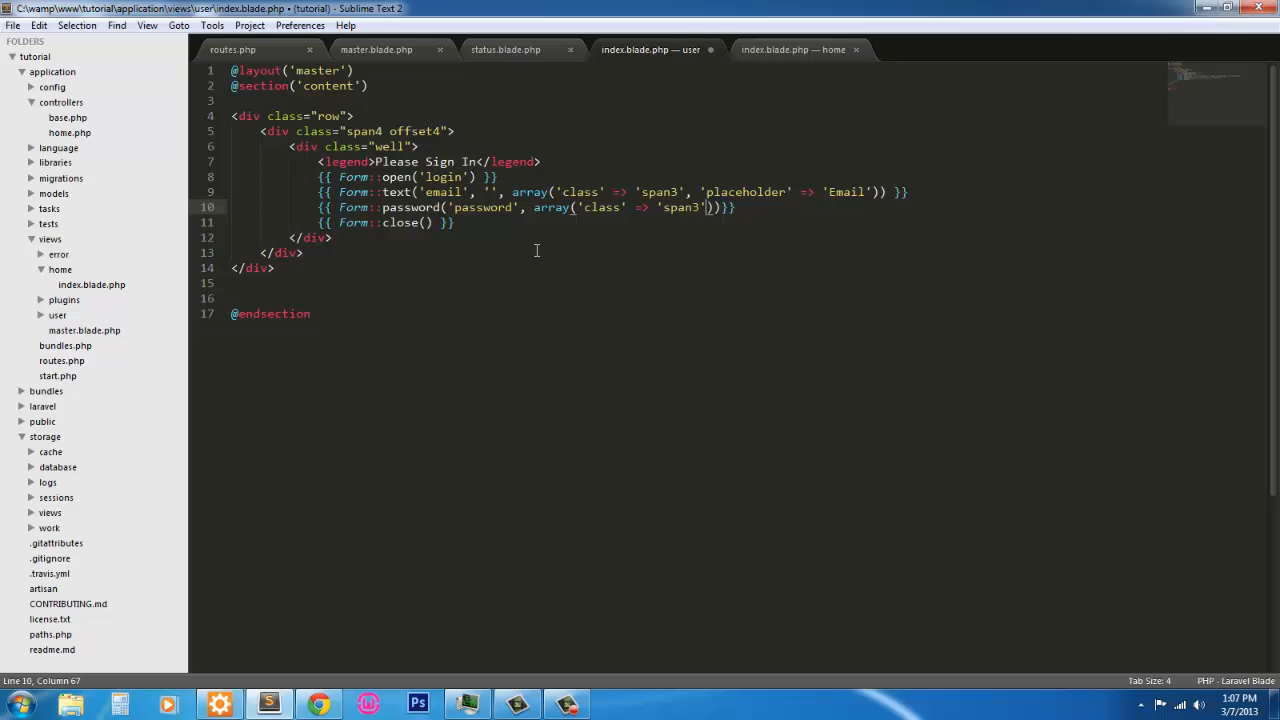 C:\wamp\www\tutorial\application\views\user\index.blade.php • (tutorial) - Sublime Text 2
File Edit Selection Find View Goto Tools Project Preferences Help
FOLDERS
tutorial
application
config
controllers
base.php
home.php
language
libraries
migrations
models
tasks
tests
views
error
home
index.blade.php
plugins
user
master.blade.php
bundles.php
routes.php
start.php
bundles
laravel
public
storage
cache
database
logs
sessions
views
work
.gitattributes
.gitignore
.travis.yml
artisan
CONTRIBUTING.md
license.txt
paths.php
readme.md
routes.php × master.blade.php × status.blade.php × index.blade.php — user • index.blade.php — home ×
1 @layout('master')
2 @section('content')
3
4 <div class="row">
5 <div class="span4 offset4">
6 <div class="well">
7 <legend>Please Sign In</legend>
8 {{ Form::open('login') }}
9 {{ Form::text('email', '', array('class' => 'span3', 'placeholder' => 'Email')) }}
10 {{ Form::password('password', array('class' => 'span3'))}}
11 {{ Form::close() }}
12 </div>
13 </div>
14 </div>
15
16
17 @endsection
Line 10, Column 67 Tab Size: 4 PHP - Laravel Blade
S Ps
1:07 PM
3/7/2013